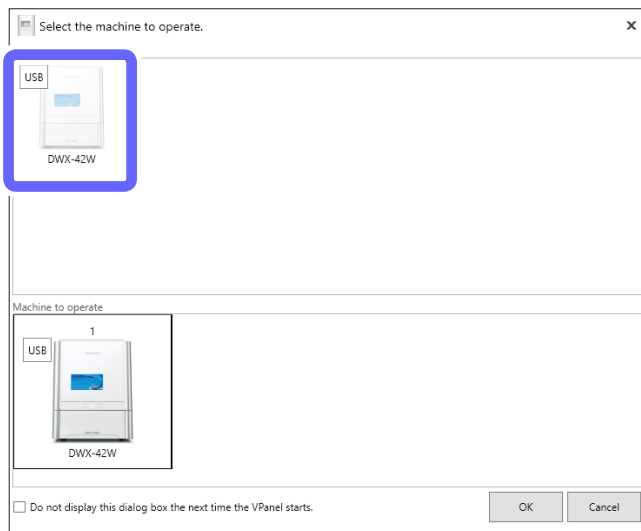 Select the machine to operate.
USB
DWX-42W
Machine to operate
1
USB
DWX-42W
Do not display this dialog box the next time the VPanel starts.
OK
Cancel